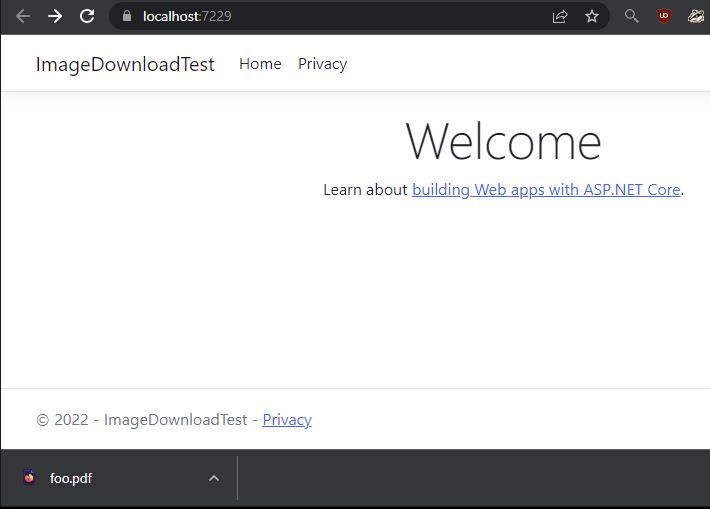 localhost:7229
ImageDownloadTest Home Privacy
Welcome
Learn about building Web apps with ASP.NET Core.
© 2022 - ImageDownloadTest - Privacy
foo.pdf